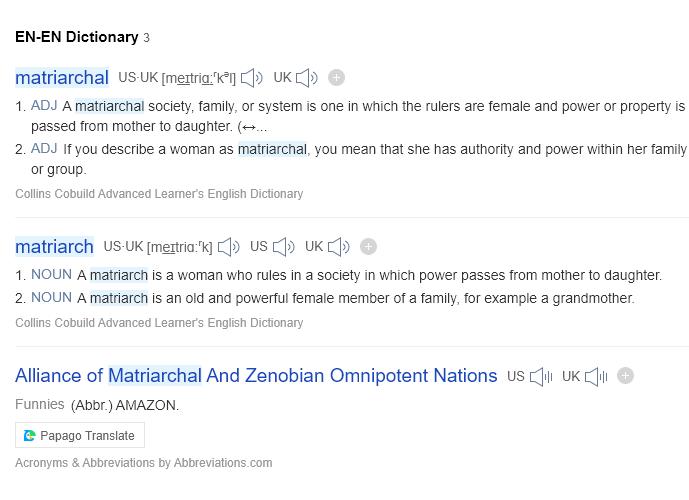 EN-EN Dictionary 3
matriarchal US·UK [meɪtriɑːʳkᵊl] UK
1. ADJ A matriarchal society, family, or system is one in which the rulers are female and power or property is
passed from mother to daughter. (↔...
2. ADJ If you describe a woman as matriarchal, you mean that she has authority and power within her family
or group.
Collins Cobuild Advanced Learner's English Dictionary
matriarch US·UK [meɪtriɑːʳk] US UK
1. NOUN A matriarch is a woman who rules in a society in which power passes from mother to daughter.
2. NOUN A matriarch is an old and powerful female member of a family, for example a grandmother.
Collins Cobuild Advanced Learner's English Dictionary
Alliance of Matriarchal And Zenobian Omnipotent Nations US UK
Funnies (Abbr.) AMAZON.
Papago Translate
Acronyms & Abbreviations by Abbreviations.com